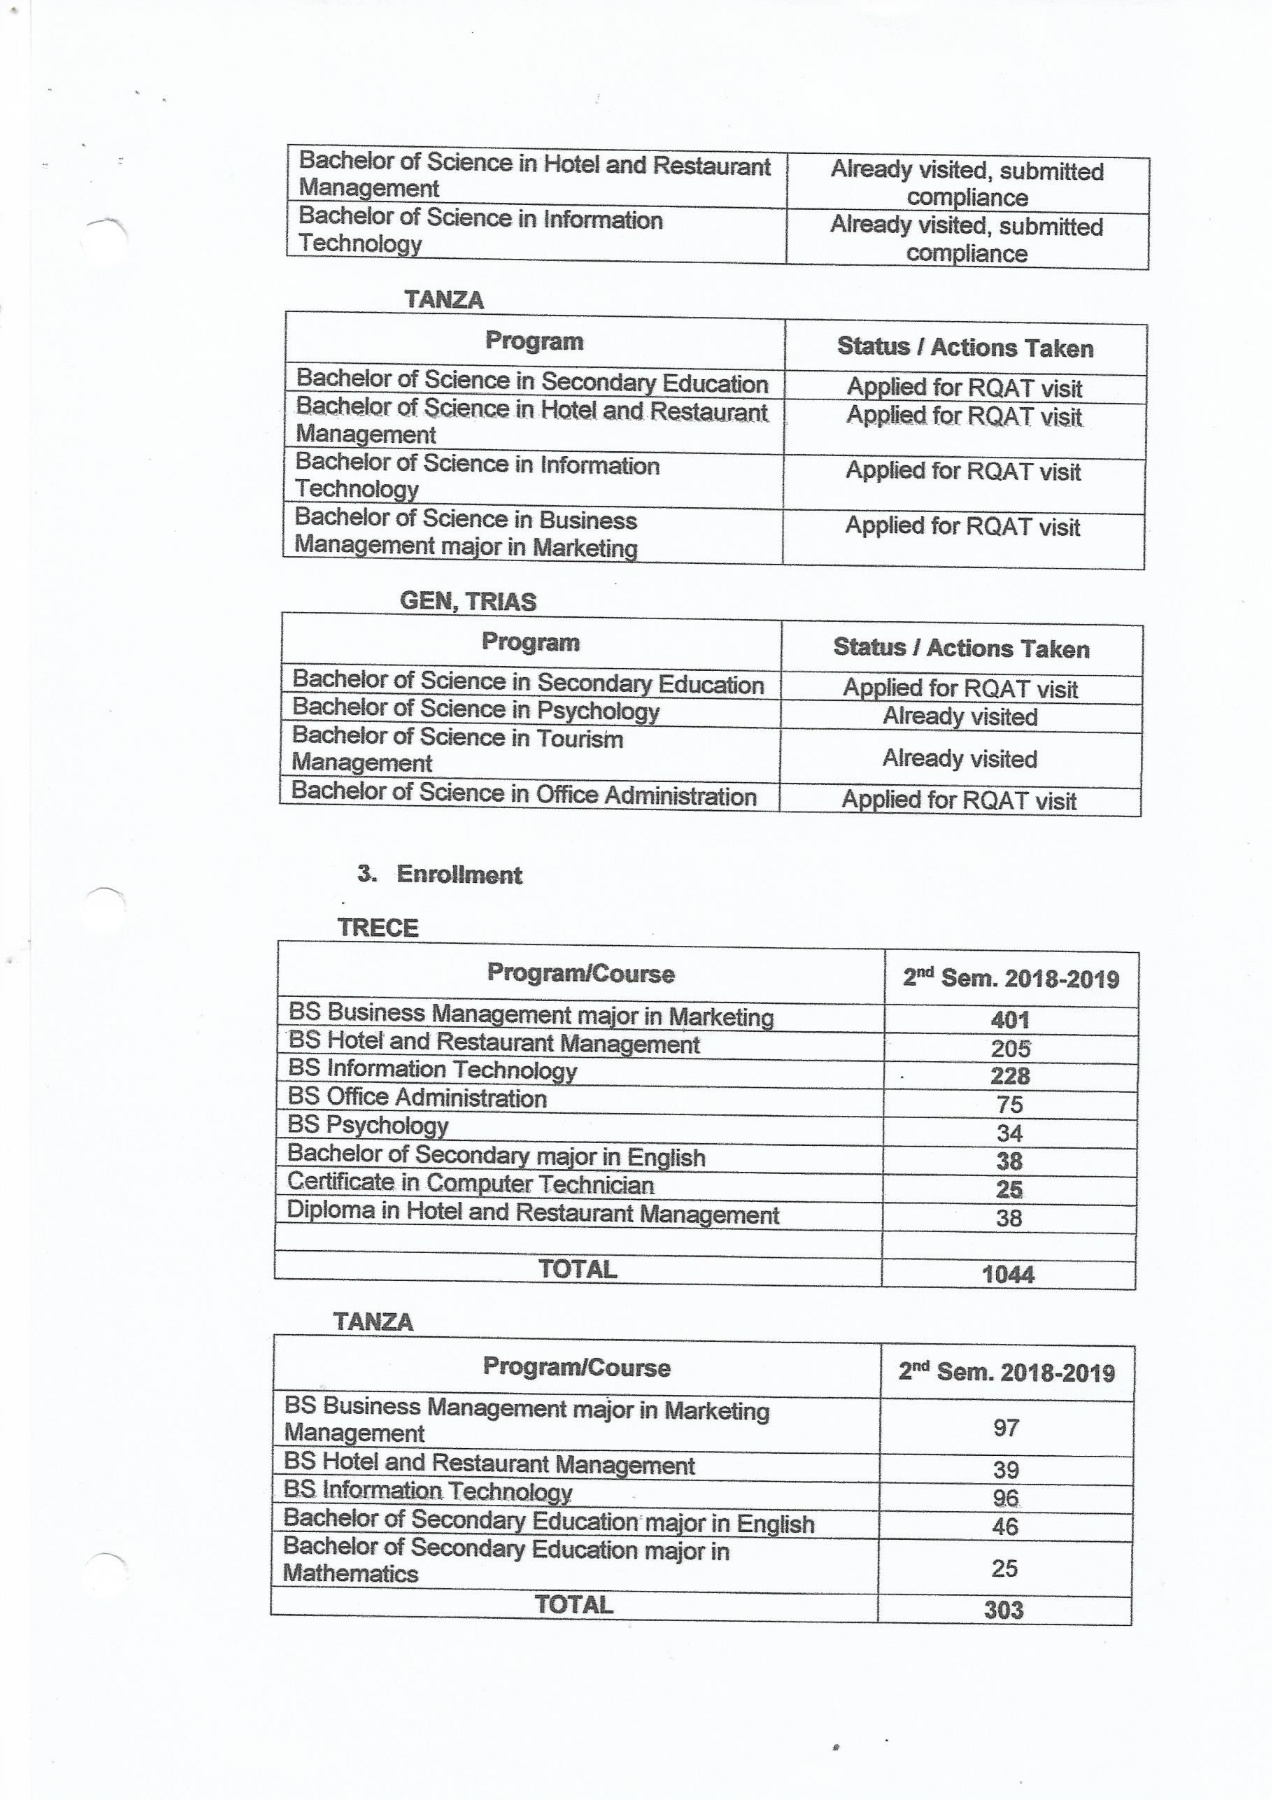 Bachelor of Science in Hotel and Restaurant
Management
Already visited, submitted
compliance
Bachelor of Science in Information
Technology
Already visited, submitted
compliance
TANZA
Program
Status / Actions Taken
Bachelor of Science in Secondary Education
Applied for RQAT visit
Bachelor of Science in Hotel and Restaurant
Management
Applied for RQAT visit
Bachelor of Science in Information
Technology
Applied for RQAT visit
Bachelor of Science in Business
Management major in Marketing
Applied for RQAT visit
GEN, TRIAS
Program
Status / Actions Taken
Bachelor of Science in Secondary Education
Applied for RQAT visit
Bachelor of Science in Psychology
Already visited
Bachelor of Science in Tourism
Management
Already visited
Bachelor of Science in Office Administration
Applied for RQAT visit
3. Enrollment
TRECE
Program/Course
2nd Sem. 2018-2019
BS Business Management major in Marketing
401
BS Hotel and Restaurant Management
205
BS Information Technology
228
BS Office Administration
75
BS Psychology
34
Bachelor of Secondary major in English
38
Certificate in Computer Technician
25
Diploma in Hotel and Restaurant Management
38
TOTAL
1044
TANZA
Program/Course
2nd Sem. 2018-2019
BS Business Management major in Marketing
Management
97
BS Hotel and Restaurant Management
39
BS Information Technology
96
Bachelor of Secondary Education major in English
46
Bachelor of Secondary Education major in
Mathematics
25
TOTAL
303